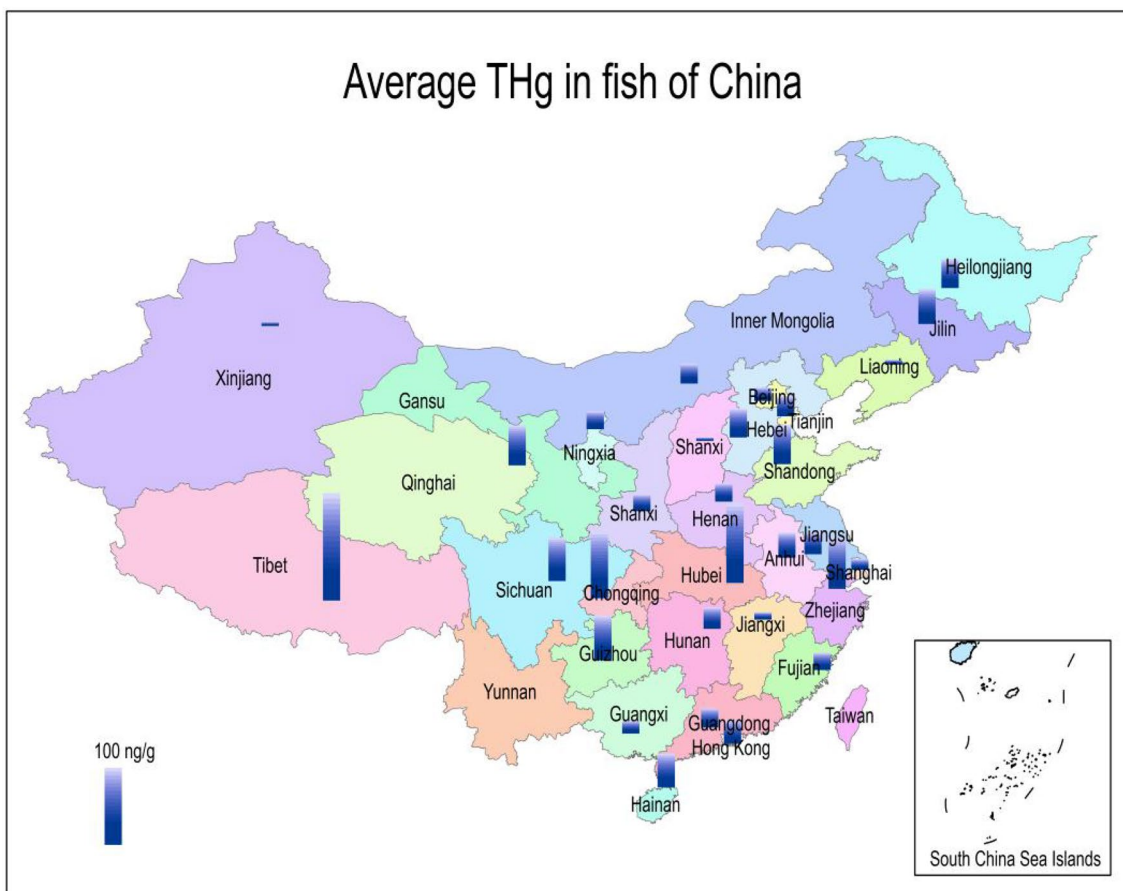 Average THg in fish of China
Heilongjiang
Inner Mongolia
Jilin
Liaoning
Xinjiang
Gansu
Beijing
Tianjin
Hebei
Ningxia
Shanxi
Shandong
Qinghai
Shanxi
Henan
Jiangsu
Anhui
Tibet
Shanghai
Sichuan
Chongqing
Hubei
Zhejiang
Hunan
Jiangxi
Guizhou
Fujian
Yunnan
Guangxi
Guangdong
Taiwan
Hong Kong
100 ng/g
Hainan
South China Sea Islands